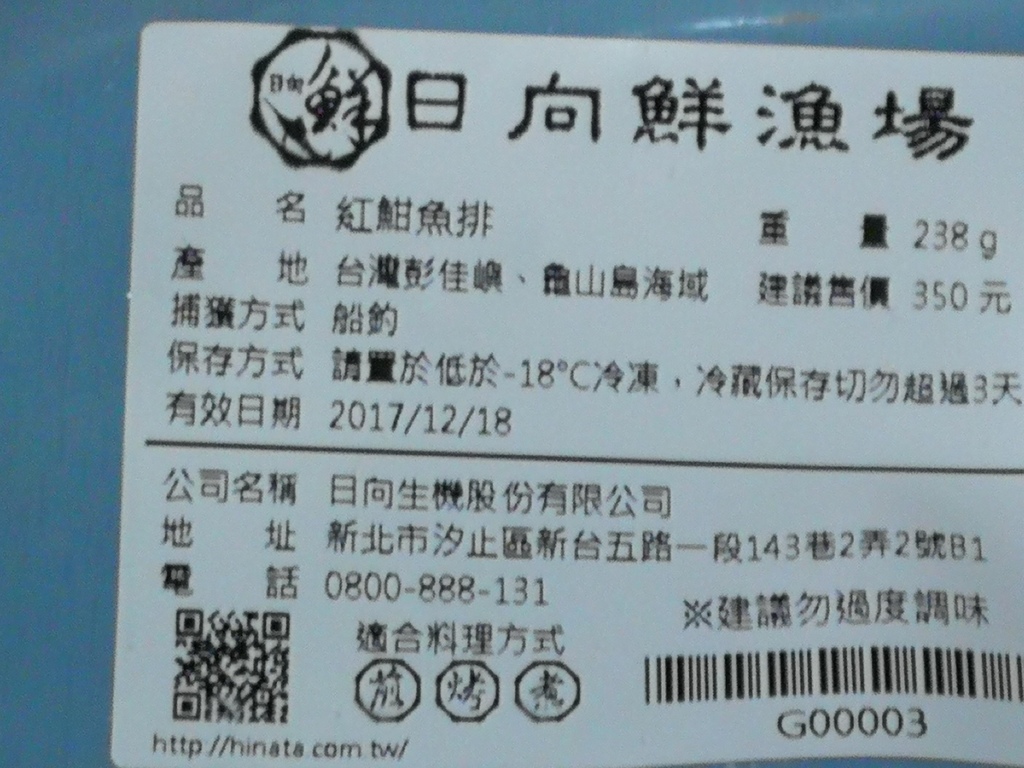 日向 鮮 日向鮮漁場
品名 紅魽魚排 重量 238 g
產地 台灣彭佳嶼、龜山島海域 建議售價 350 元
捕獲方式 船釣
保存方式 請置於低於-18°C冷凍，冷藏保存切勿超過3天
有效日期 2017/12/18
公司名稱 日向生機股份有限公司
地址 新北市汐止區新台五路一段143巷2弄2號B1
電話 0800-888-131
※建議勿過度調味
適合料理方式
煎 烤 煮
G00003
http://hinata.com.tw/